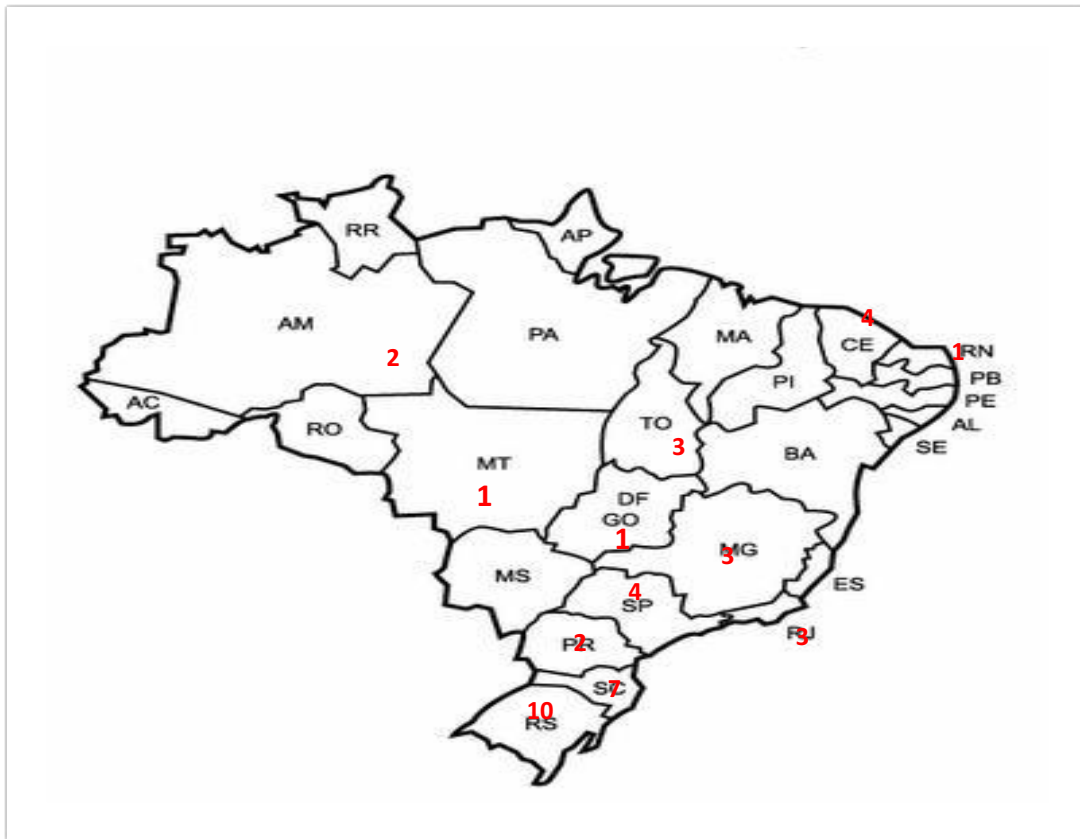 RR
AP
AM
PA
4
MA
CE
2
1
RN
PI
PB
AC
PE
TO
AL
RO
3
SE
BA
MT
1
DF
GO
1
MG
3
MS
ES
4
SP
RJ
3
PR
2
SC
7
10
RS